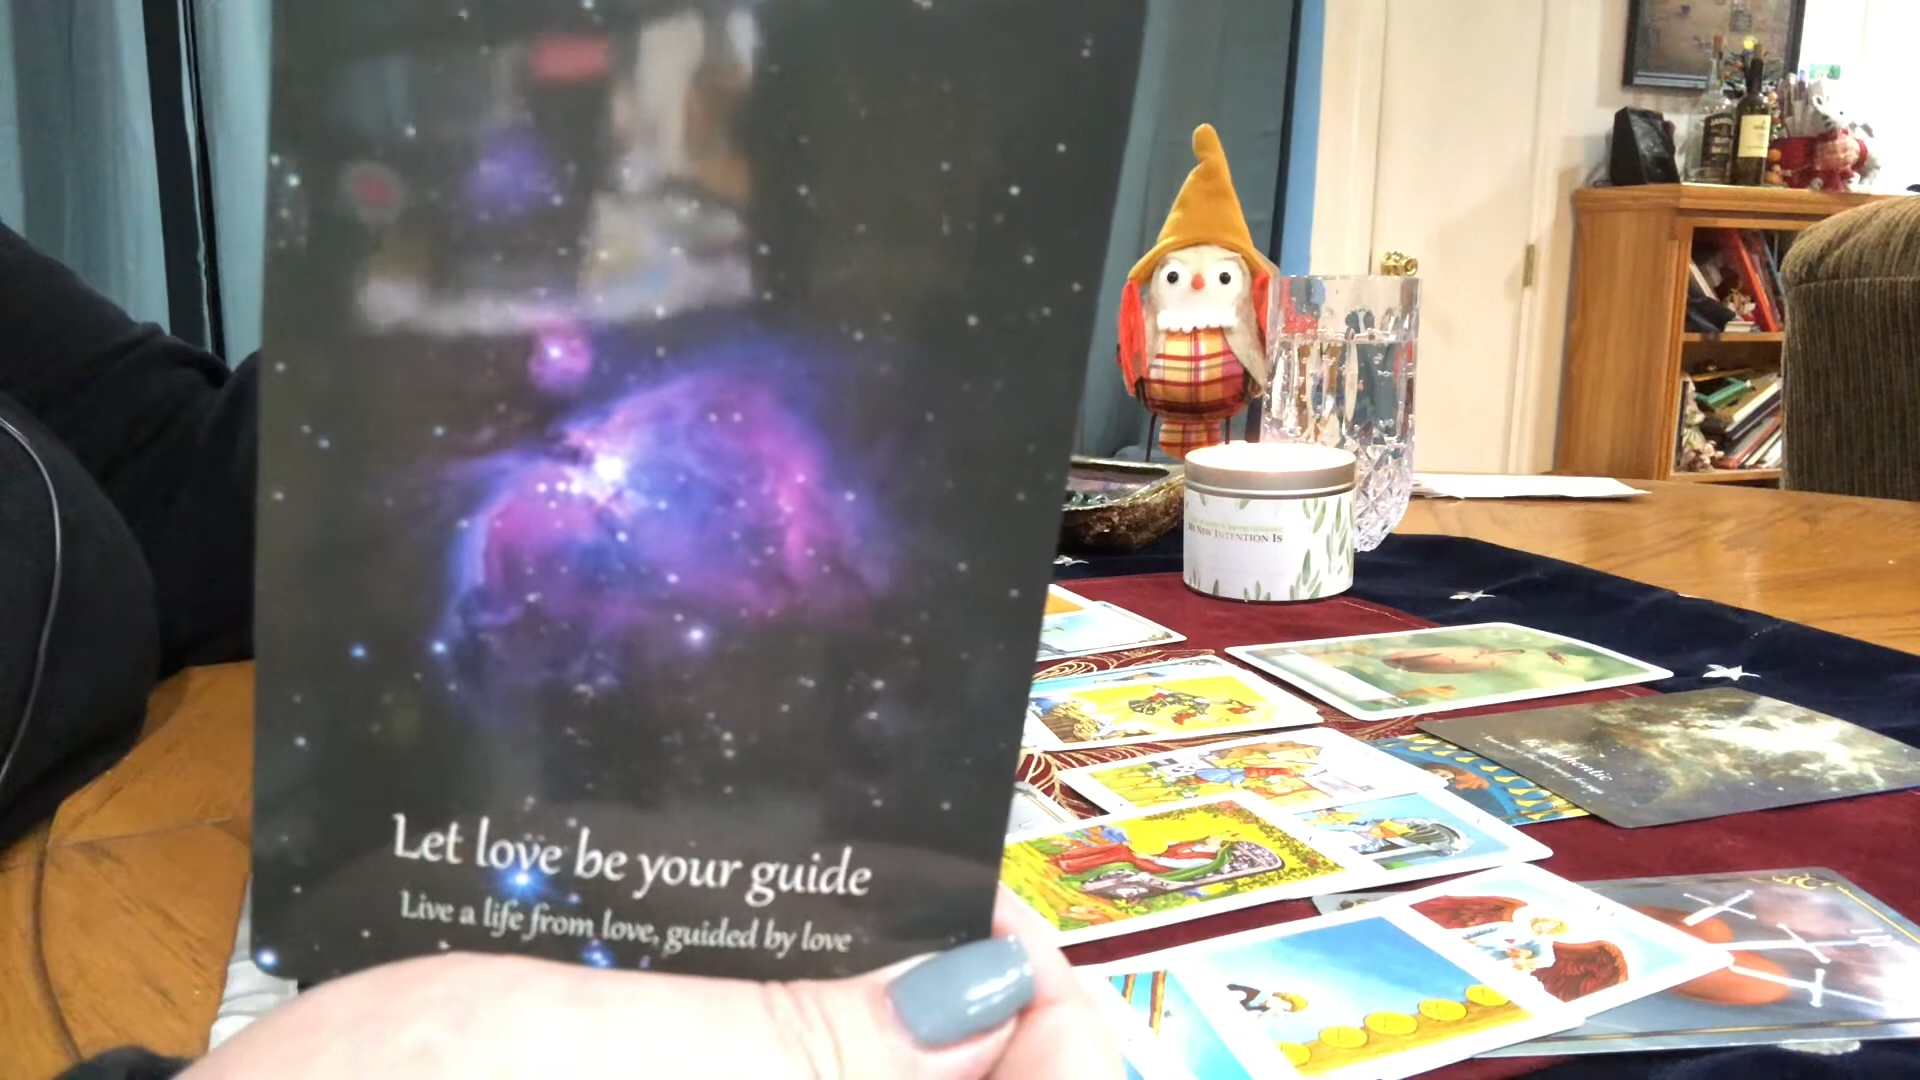 Let love be your guide
Live a life from love, guided by love
My New Intention Is
Be Authentic